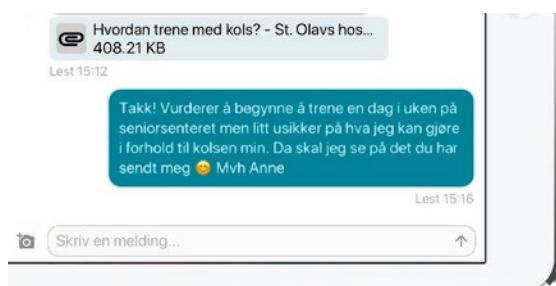 Hvordan trene med kols? - St. Olavs hos...
408.21 KB
Lest 15:12
Takk! Vurderer å begynne å trene en dag i uken på
seniorsenteret men litt usikker på hva jeg kan gjøre
i forhold til kolsen min. Da skal jeg se på det du har
sendt meg 😊 Mvh Anne
Lest 15:16
Skriv en melding...